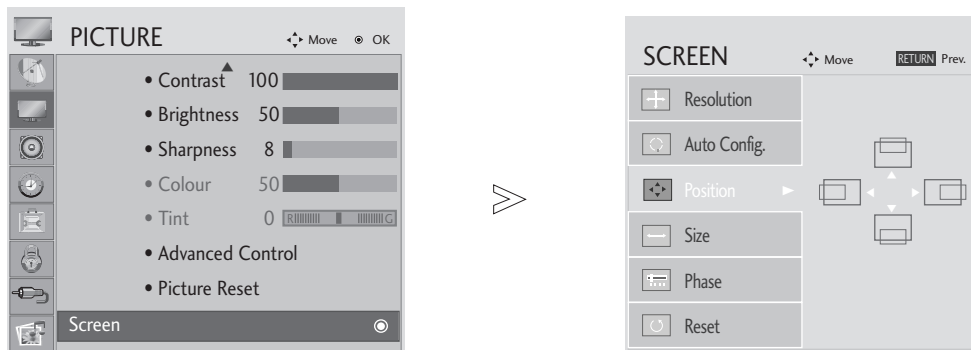 PICTURE Move OK
• Contrast 100
• Brightness 50
• Sharpness 8
• Colour 50
• Tint 0 R G
• Advanced Control
• Picture Reset
Screen
SCREEN Move RETURN Prev.
Resolution
Auto Config.
Position
Size
Phase
Reset